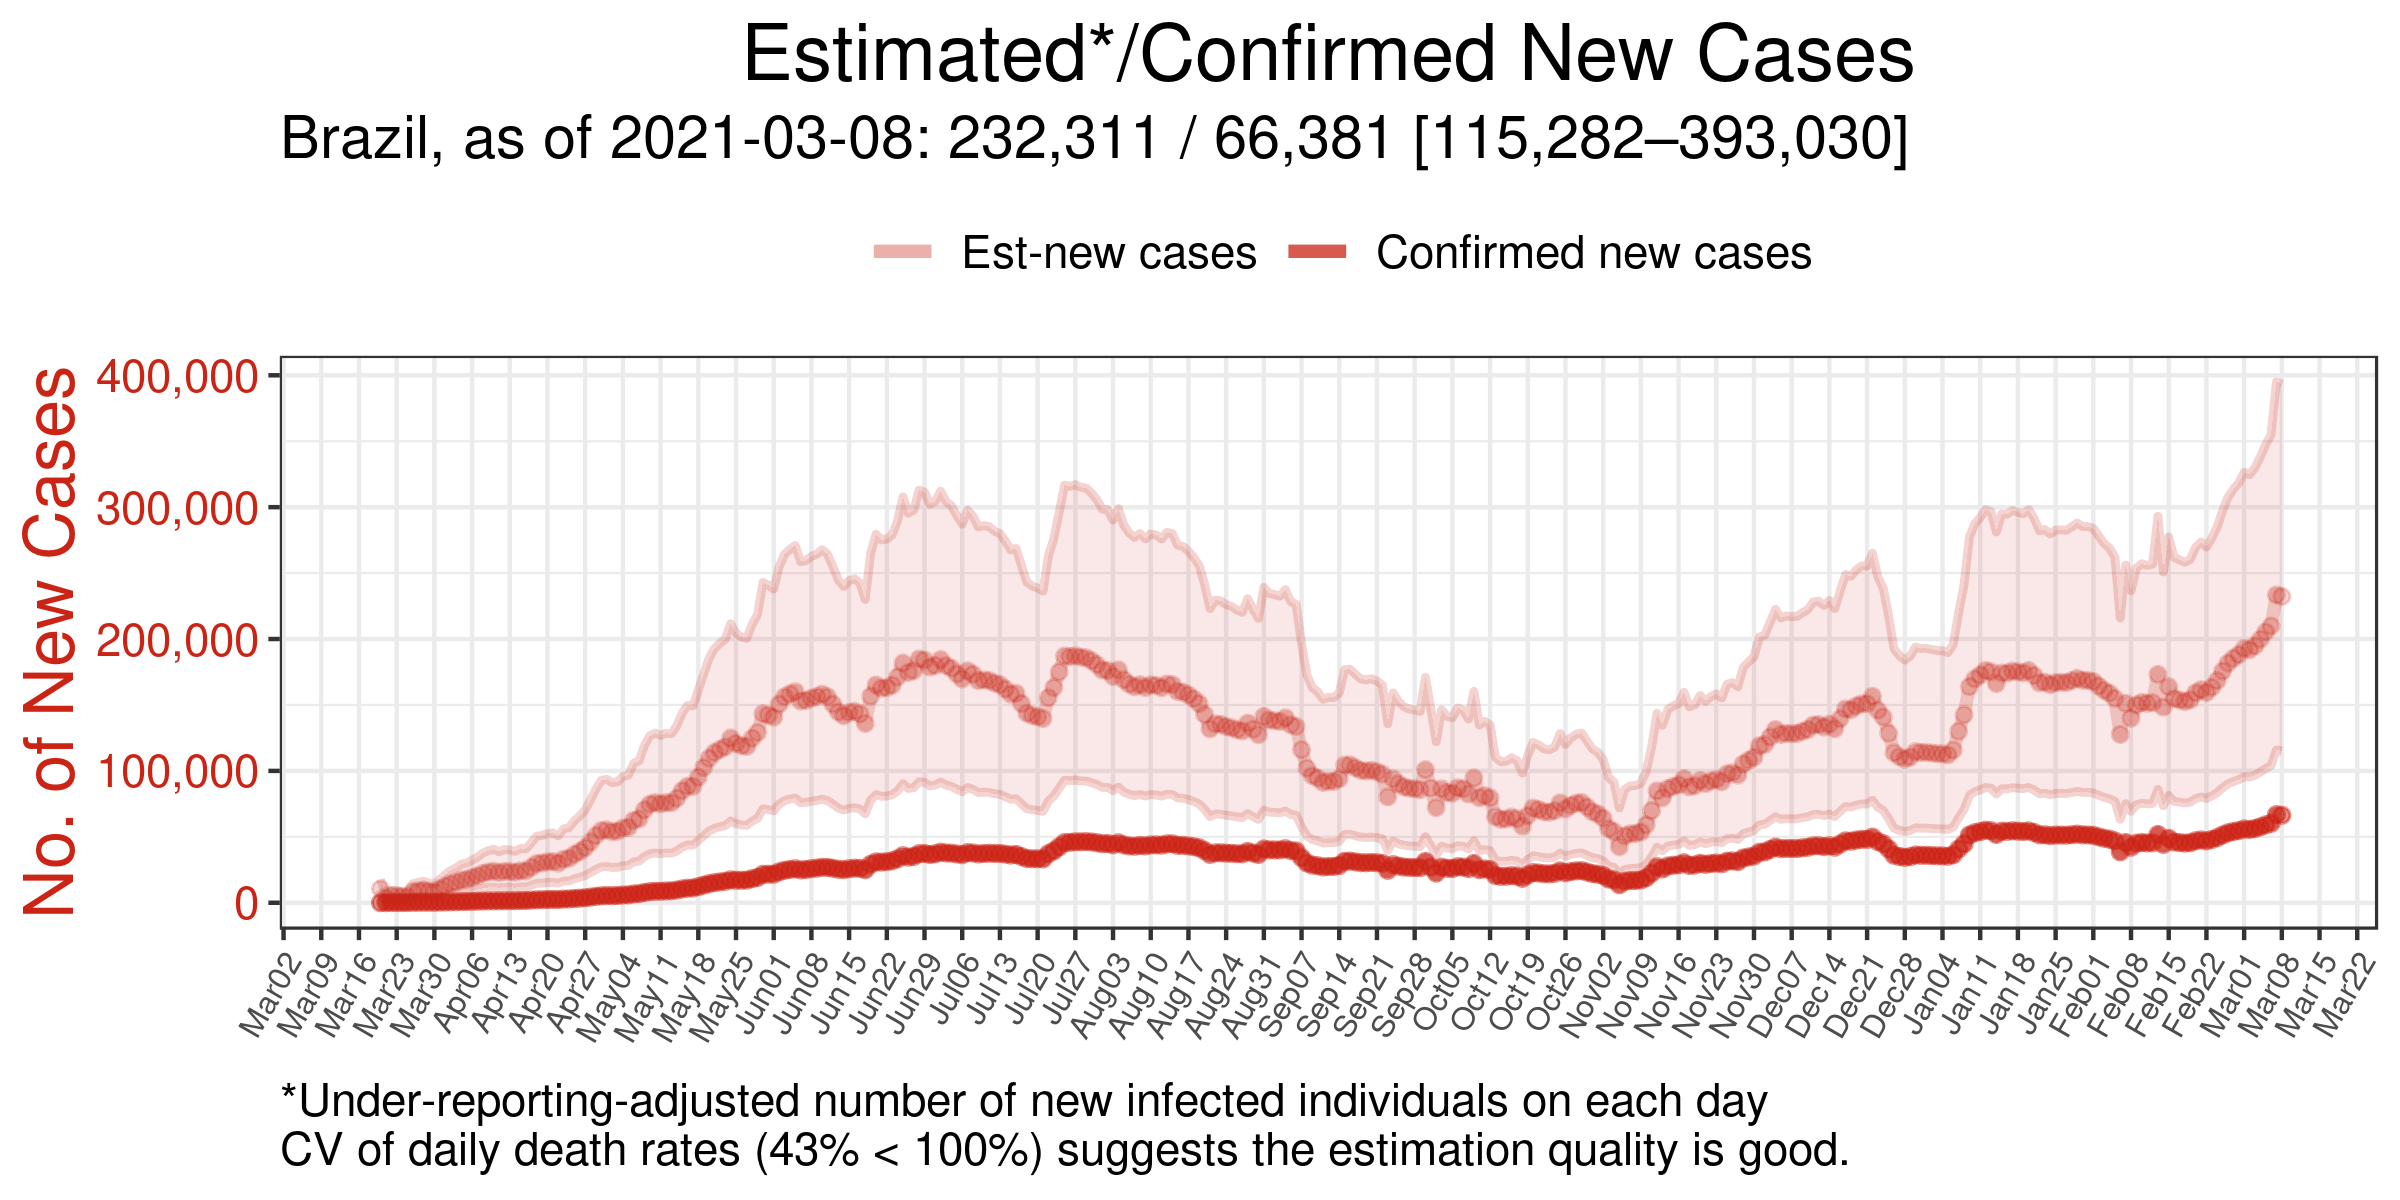 Estimated*/Confirmed New Cases
Brazil, as of 2021-03-08: 232,311 / 66,381 [115,282–393,030]
Est-new cases
Confirmed new cases
No. of New Cases
400,000
300,000
200,000
100,000
0
Mar02
Mar09
Mar16
Mar23
Mar30
Apr06
Apr13
Apr20
Apr27
May04
May11
May18
May25
Jun01
Jun08
Jun15
Jun22
Jun29
Jul06
Jul13
Jul20
Jul27
Aug03
Aug10
Aug17
Aug24
Aug31
Sep07
Sep14
Sep21
Sep28
Oct05
Oct12
Oct19
Oct26
Nov02
Nov09
Nov16
Nov23
Nov30
Dec07
Dec14
Dec21
Dec28
Jan04
Jan11
Jan18
Jan25
Feb01
Feb08
Feb15
Feb22
Mar01
Mar08
Mar15
Mar22
*Under-reporting-adjusted number of new infected individuals on each day
CV of daily death rates (43% < 100%) suggests the estimation quality is good.